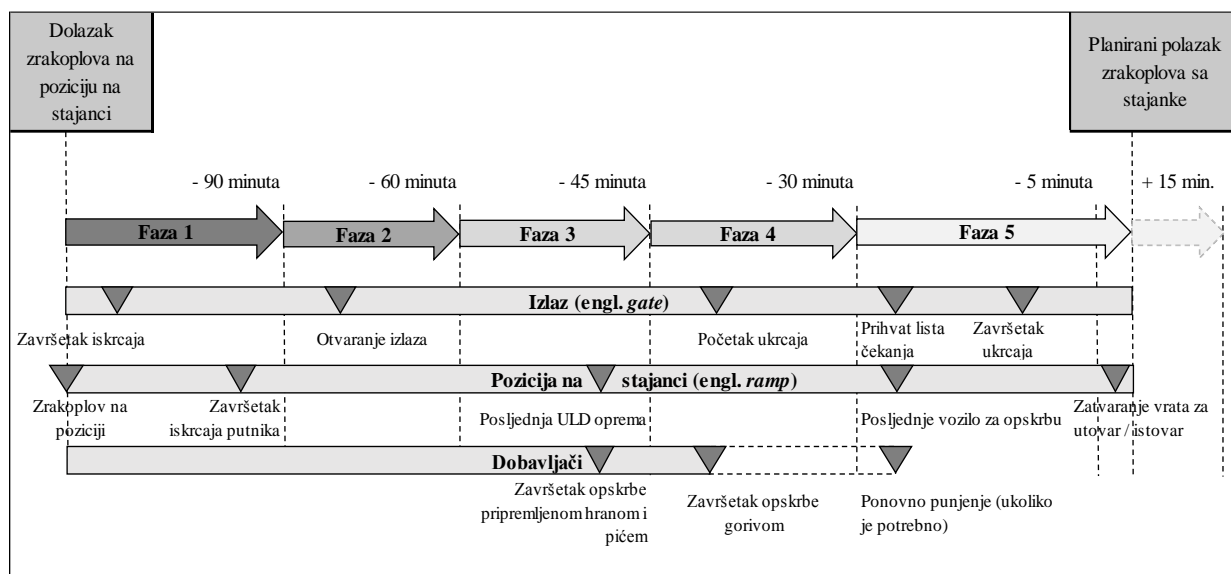 Dolazak
zrakoplova na
poziciju na
stajanci
Planirani polazak
zrakoplova sa
stajanke
- 90 minuta
- 60 minuta
- 45 minuta
- 30 minuta
- 5 minuta
+ 15 min.
Faza 1
Faza 2
Faza 3
Faza 4
Faza 5
Izlaz (engl. gate)
Završetak iskrcaja
Otvaranje izlaza
Početak ukrcaja
Prihvat lista
čekanja
Završetak
ukrcaja
Pozicija na stajanci (engl. ramp)
Zrakoplov na
poziciji
Završetak
iskrcaja putnika
Posljednja ULD oprema
Posljednje vozilo za opskrbu
Zatvaranje vrata za
utovar / istovar
Dobavljači
Završetak opskrbe
pripremljenom hranom i
pićem
Završetak opskrbe
gorivom
Ponovno punjenje (ukoliko
je potrebno)